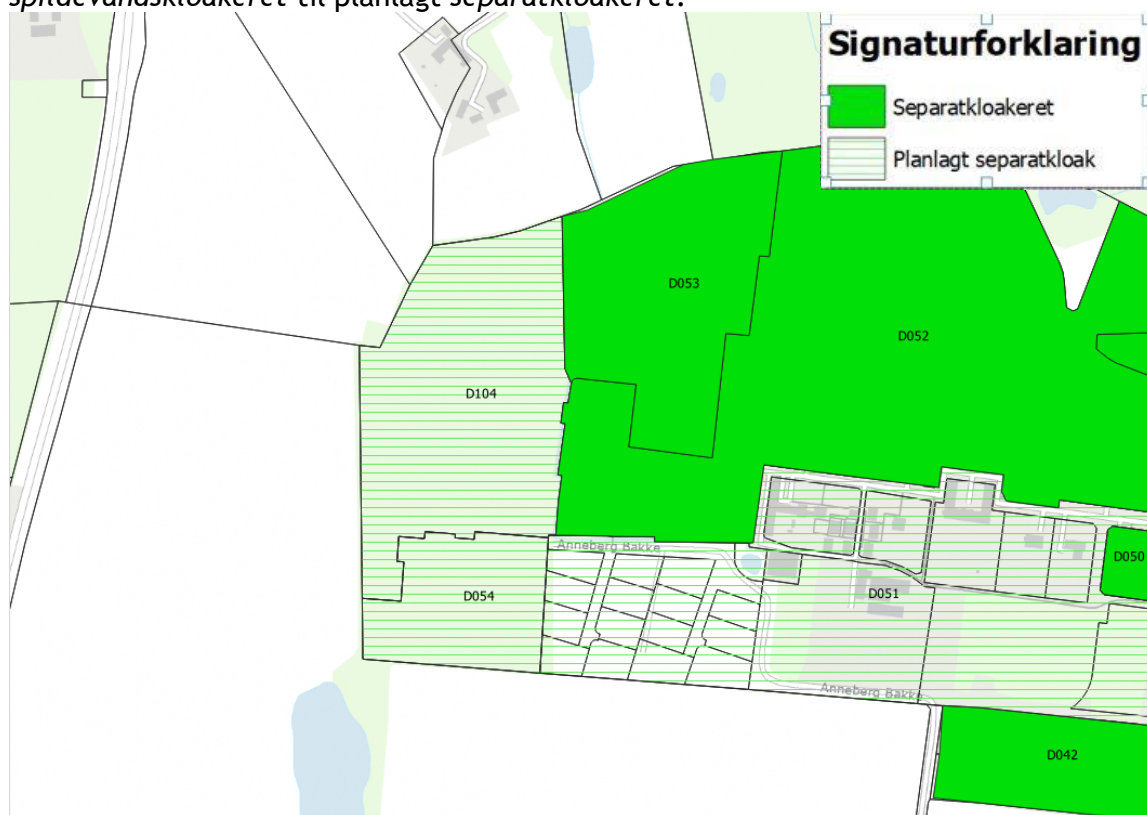 spildevandskloakeret til planlagt separatkloakeret.
Signaturforklaring
Separatkloakeret
Planlagt separatkloak
D053
D052
D104
Anneberg Bakke
D050
D054
D051
Anneberg Bakke
D042